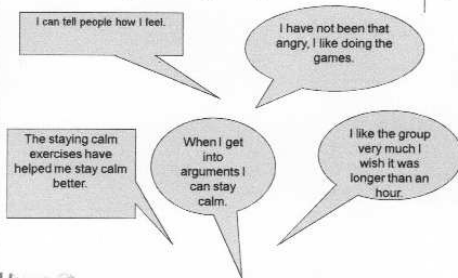 I can tell people how I feel.
I have not been that
angry, I like doing the
games.
The staying calm
exercises have
helped me stay calm
better.
When I get
into
arguments I
can stay
calm.
I like the group
very much I
wish it was
longer than an
hour.